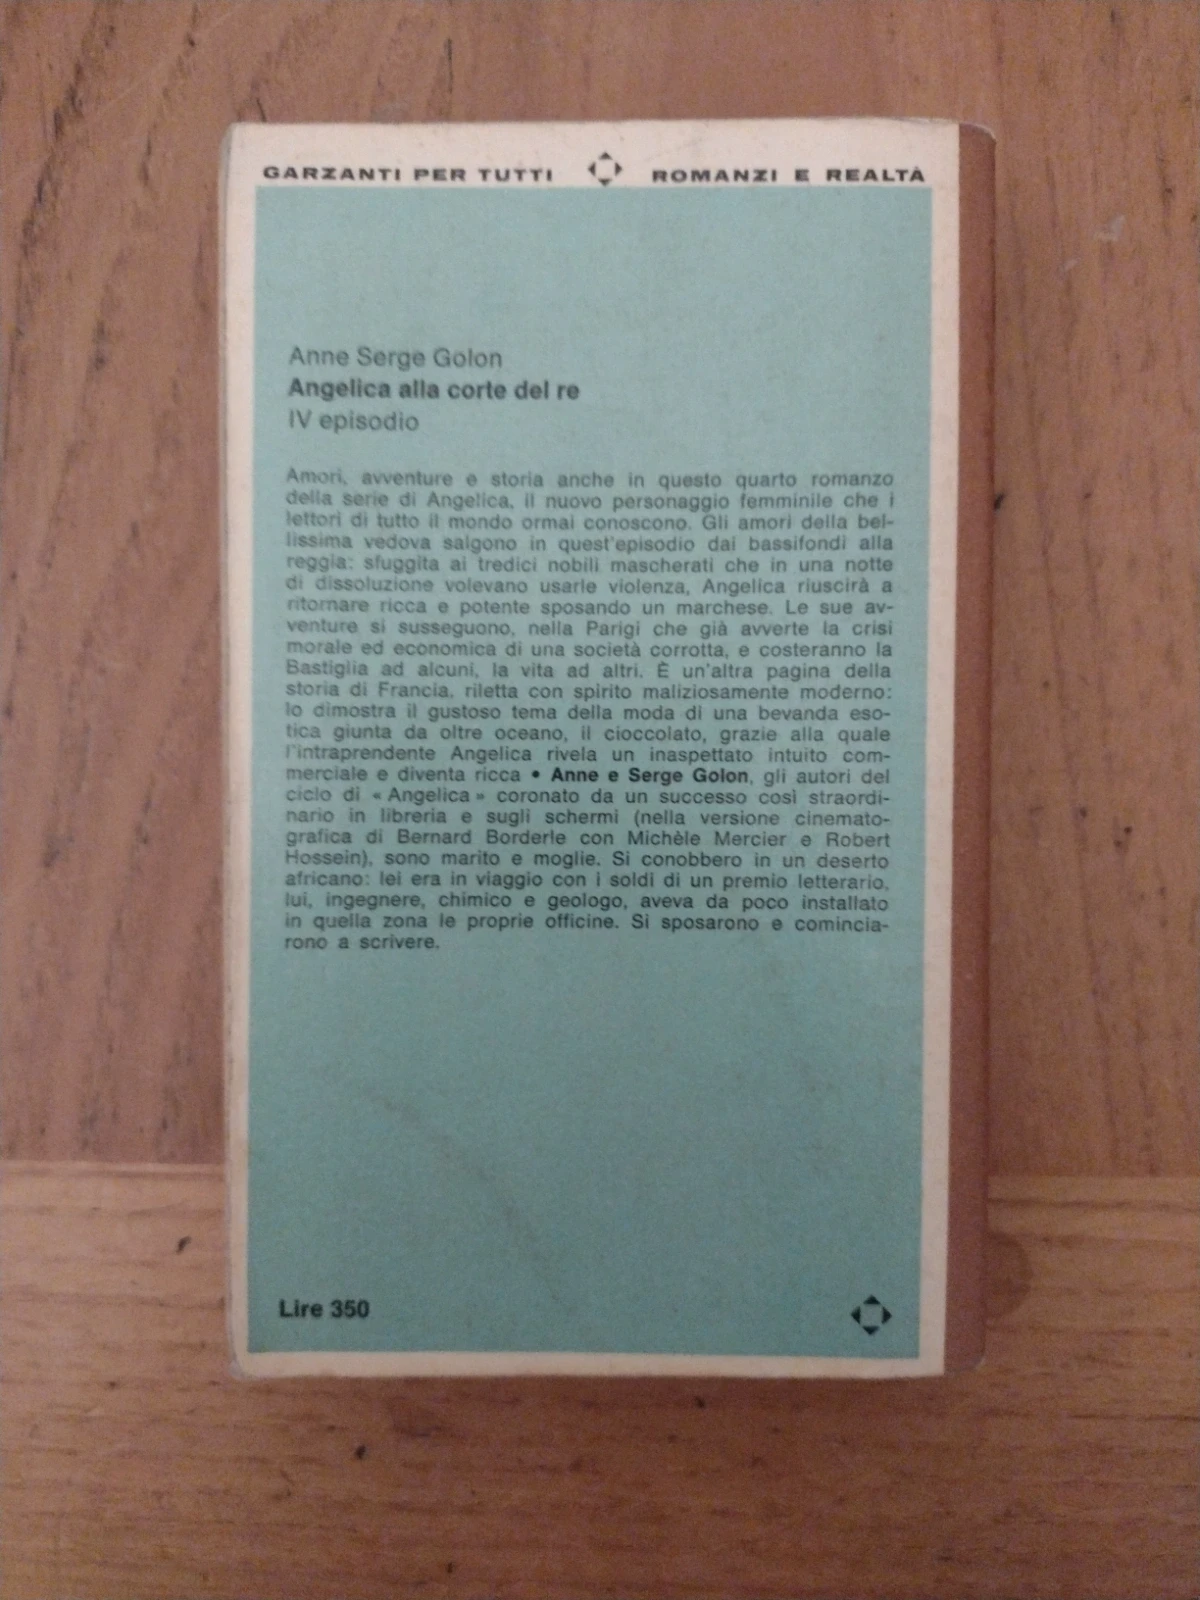 GARZANTI PER TUTTI ROMANZI E REALTÀ
Anne Serge Golon
Angelica alla corte del re
IV episodio
Amori, avventure e storia anche in questo quarto romanzo
della serie di Angelica, il nuovo personaggio femminile che i
lettori di tutto il mondo ormai conoscono. Gli amori della bel-
lissima vedova salgono in quest'episodio dai bassifondi alla
reggia: sfuggita ai tredici nobili mascherati che in una notte
di dissoluzione volevano usarle violenza, Angelica riuscirà a
ritornare ricca e potente sposando un marchese. Le sue av-
venture si susseguono, nella Parigi che già avverte la crisi
morale ed economica di una società corrotta, e costeranno la
Bastiglia ad alcuni, la vita ad altri. È un'altra pagina della
storia di Francia, riletta con spirito maliziosamente moderno:
lo dimostra il gustoso tema della moda di una bevanda eso-
tica giunta da oltre oceano, il cioccolato, grazie alla quale
l'intraprendente Angelica rivela un inaspettato intuito com-
merciale e diventa ricca • Anne e Serge Golon, gli autori del
ciclo di «Angelica» coronato da un successo così straordi-
nario in libreria e sugli schermi (nella versione cinemato-
grafica di Bernard Borderie con Michèle Mercier e Robert
Hossein), sono marito e moglie. Si conobbero in un deserto
africano: lei era in viaggio con i soldi di un premio letterario,
lui, ingegnere, chimico e geologo, aveva da poco installato
in quella zona le proprie officine. Si sposarono e comincia-
rono a scrivere.
Lire 350